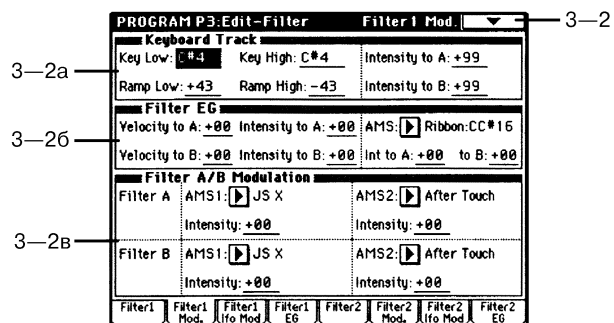 PROGRAM P3:Edit-Filter Filter1 Mod. 3—2
Keyboard Track
Key Low: C#4 Key High: C#4 Intensity to A: +99
3—2а
Ramp Low: +43 Ramp High: -43 Intensity to B: +99
Filter EG
Velocity to A: +00 Intensity to A: +00 AMS: Ribbon:CC#16
3—2б
Velocity to B: +00 Intensity to B: +00 Int to A: +00 to B: +00
Filter A/B Modulation
Filter A AMS1: JS X AMS2: After Touch
Intensity: +00 Intensity: +00
3—2в
Filter B AMS1: JS X AMS2: After Touch
Intensity: +00 Intensity: +00
Filter1 Filter1 Mod. Filter1 lfo Mod Filter1 EG Filter2 Filter2 Mod. Filter2 lfo Mod Filter2 EG